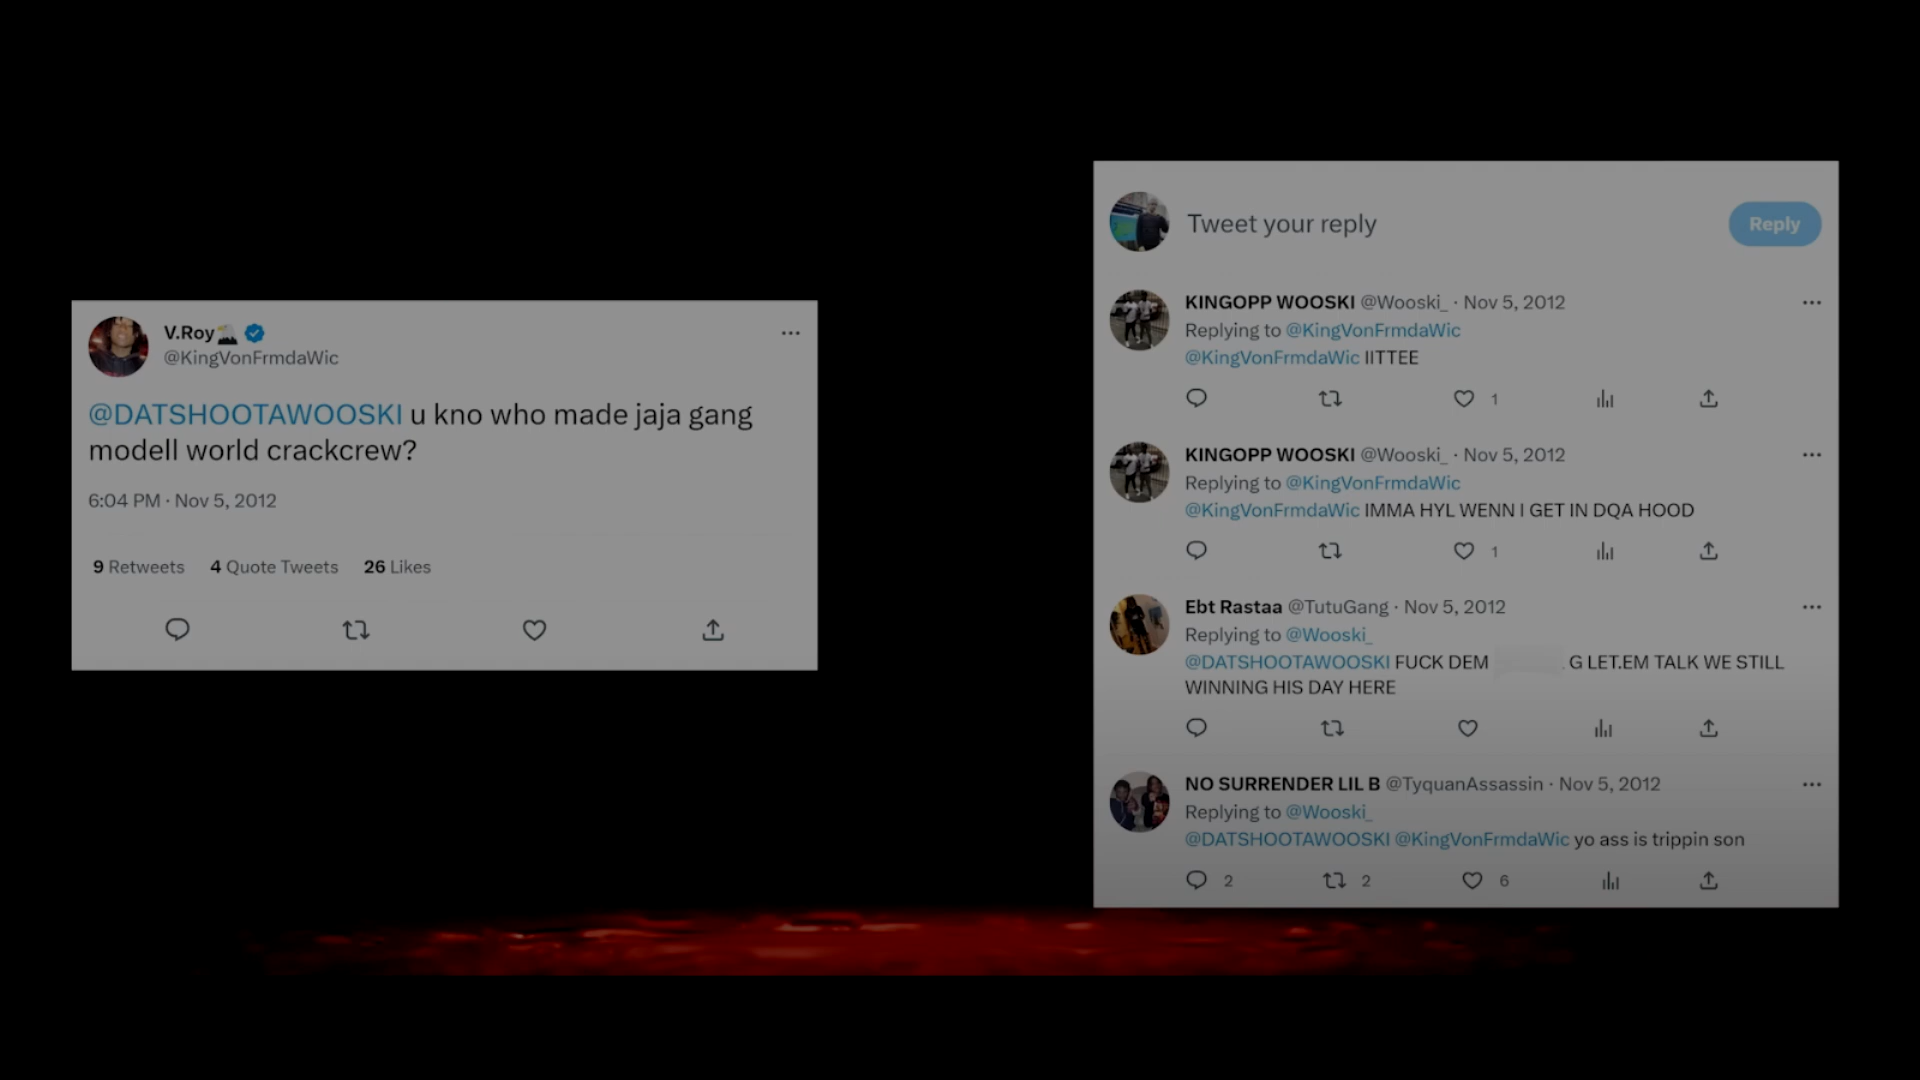 V.Roy
@KingVonFrmdaWic
@DATSHOOTAWOOSKI u kno who made jaja gang
modell world crackcrew?
6:04 PM · Nov 5, 2012
9 Retweets 4 Quote Tweets 26 Likes
Tweet your reply
Reply
KINGOPP WOOSKI @Wooski_ · Nov 5, 2012
Replying to @KingVonFrmdaWic
@KingVonFrmdaWic IITTEE
1
KINGOPP WOOSKI @Wooski_ · Nov 5, 2012
Replying to @KingVonFrmdaWic
@KingVonFrmdaWic IMMA HYL WENN I GET IN DQA HOOD
1
Ebt Rastaa @TutuGang · Nov 5, 2012
Replying to @Wooski_
@DATSHOOTAWOOSKI FUCK DEM . G LET.EM TALK WE STILL
WINNING HIS DAY HERE
NO SURRENDER LIL B @TyquanAssassin · Nov 5, 2012
Replying to @Wooski_
@DATSHOOTAWOOSKI @KingVonFrmdaWic yo ass is trippin son
2 2 6